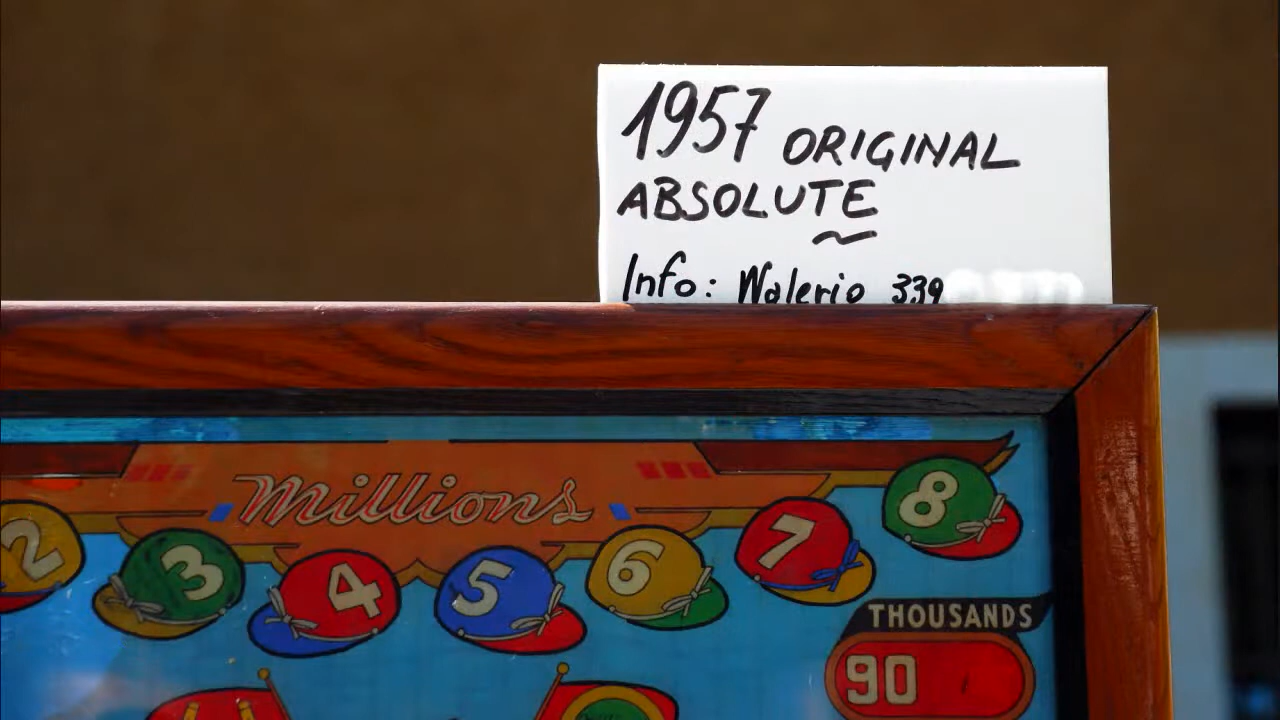 1957 ORIGINAL
ABSOLUTE
Info: Walerio 339
Millions
2 3 4 5 6 7 8
THOUSANDS
90